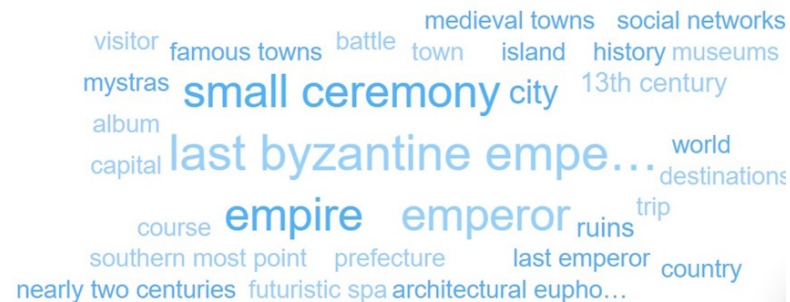 medieval towns social networks
visitor famous towns battle town island history museums
mystras small ceremony city 13th century
album
capital last byzantine empe… world
destinations
course empire emperor ruins trip
southern most point prefecture last emperor country
nearly two centuries futuristic spa architectural eupho…